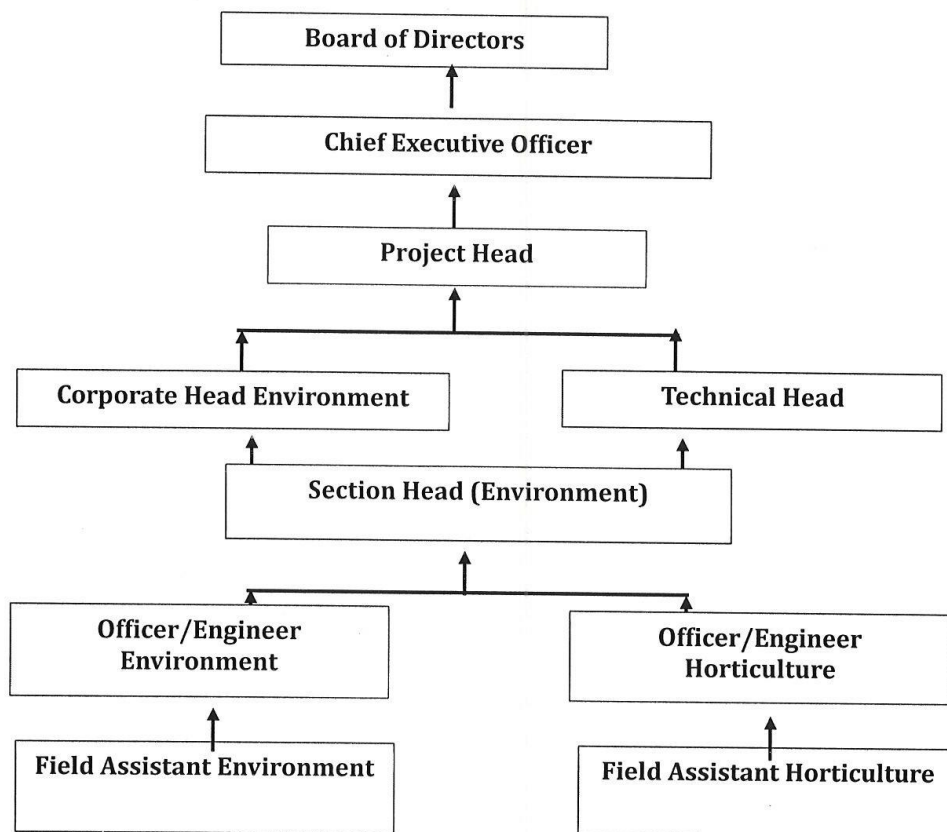 Board of Directors
Chief Executive Officer
Project Head
Corporate Head Environment
Technical Head
Section Head (Environment)
Officer/Engineer
Environment
Officer/Engineer
Horticulture
Field Assistant Environment
Field Assistant Horticulture